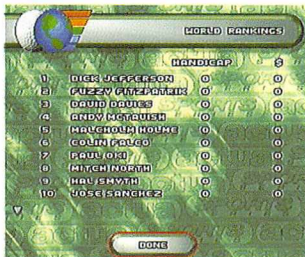 WORLD RANKINGS
HANDICAP $
1 DICK JEFFERSON 0 0
2 FUZZY FITZPATRIK 0 0
3 DAVID DAVIES 0 0
4 ANDY MCTAVISH 0 0
5 MALCHOLM HOLME 0 0
6 COLIN FALCO 0 0
7 PAUL OKI 0 0
8 MITCH NORTH 0 0
9 HAL SMYTH 0 0
10 JOSE SANCHEZ 0 0
DONE